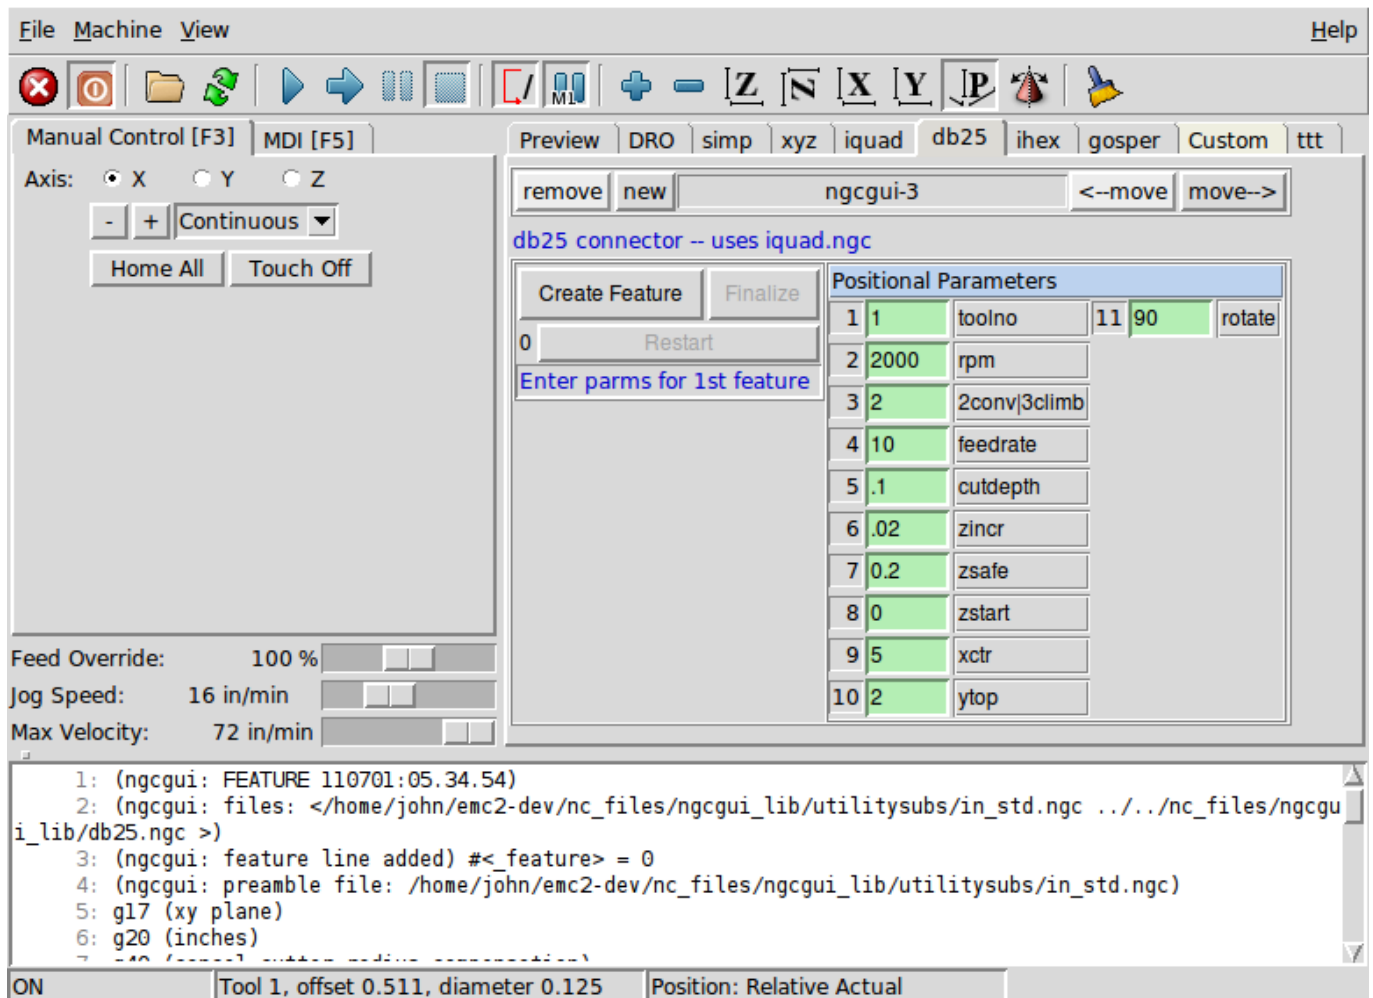 File Machine View Help
Z N X Y P
M1
Manual Control [F3] MDI [F5]
Preview DRO simp xyz iquad db25 ihex gosper Custom ttt
Axis: X Y Z
- + Continuous
Home All Touch Off
remove new ngcgui-3 <--move move-->
db25 connector -- uses iquad.ngc
Create Feature Finalize
0 Restart
Enter parms for 1st feature
Positional Parameters
1 1 toolno 11 90 rotate
2 2000 rpm
3 2 2conv|3climb
4 10 feedrate
5 .1 cutdepth
6 .02 zincr
7 0.2 zsafe
8 0 zstart
9 5 xctr
10 2 ytop
Feed Override: 100 %
Jog Speed: 16 in/min
Max Velocity: 72 in/min
1: (ngcgui: FEATURE 110701:05.34.54)
2: (ngcgui: files: </home/john/emc2-dev/nc_files/ngcgui_lib/utilitysubs/in_std.ngc ../../nc_files/ngcgu
i_lib/db25.ngc >)
3: (ngcgui: feature line added) #<_feature> = 0
4: (ngcgui: preamble file: /home/john/emc2-dev/nc_files/ngcgui_lib/utilitysubs/in_std.ngc)
5: g17 (xy plane)
6: g20 (inches)
7: g40 (cancel cutter radius compensation)
ON Tool 1, offset 0.511, diameter 0.125 Position: Relative Actual